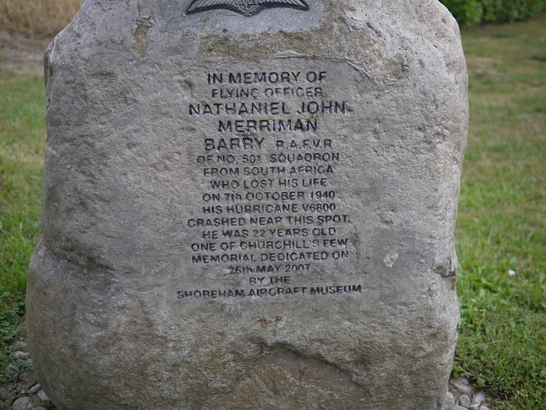 IN MEMORY OF
FLYING OFFICER
NATHANIEL JOHN
MERRIMAN
BARRY R.A.F.V.R
OF NO. 501 SQUADRON
FROM SOUTH AFRICA
WHO LOST HIS LIFE
ON 7th OCTOBER 1940
HIS HURRICANE V6800
CRASHED NEAR THIS SPOT.
HE WAS 22 YEARS OLD
ONE OF CHURCHILL'S FEW
MEMORIAL DEDICATED ON
26th MAY 2007
BY THE
SHOREHAM AIRCRAFT MUSEUM